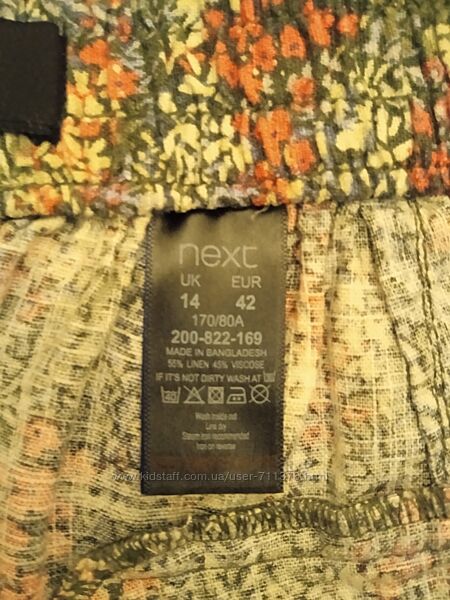 next
UK EUR
14 42
170/80A
200-822-169
MADE IN BANGLADESH
55% LINEN 45% VISCOSE
IF IT'S NOT DIRTY WASH AT 30
Wash inside out
Line dry
Steam iron recommended
Iron on reverse
www.kidstaff.com.ua/user-711378